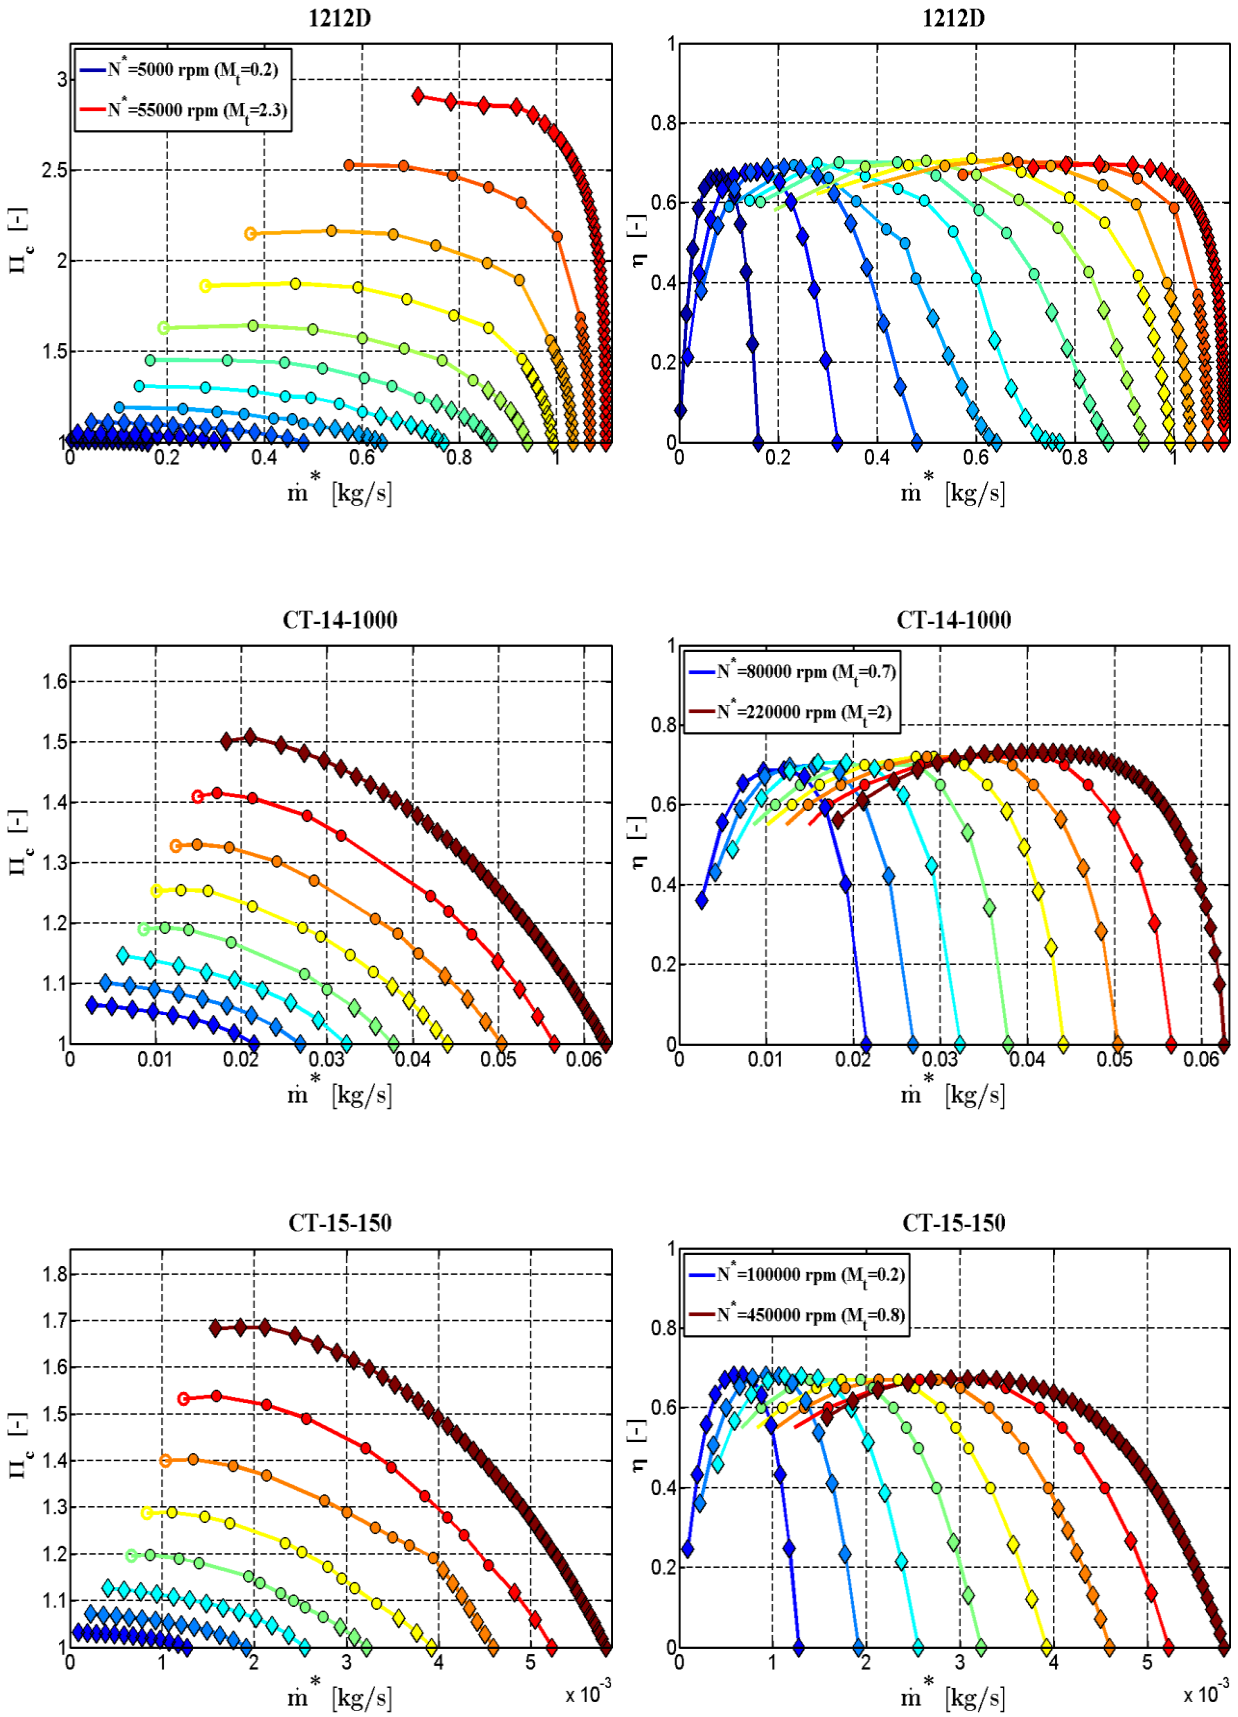 1212D
3
2.5
2
1.5
1
0 0.2 0.4 0.6 0.8 1
Π_c [-]
ṁ* [kg/s]
N*=5000 rpm (M_t=0.2)
N*=55000 rpm (M_t=2.3)
1212D
1
0.8
0.6
0.4
0.2
0
0 0.2 0.4 0.6 0.8 1
η [-]
ṁ* [kg/s]
CT-14-1000
1.6
1.5
1.4
1.3
1.2
1.1
1
0 0.01 0.02 0.03 0.04 0.05 0.06
Π_c [-]
ṁ* [kg/s]
CT-14-1000
1
0.8
0.6
0.4
0.2
0
0 0.01 0.02 0.03 0.04 0.05 0.06
η [-]
ṁ* [kg/s]
N*=80000 rpm (M_t=0.7)
N*=220000 rpm (M_t=2)
CT-15-150
1.8
1.7
1.6
1.5
1.4
1.3
1.2
1.1
1
0 1 2 3 4 5
x 10⁻³
Π_c [-]
ṁ* [kg/s]
CT-15-150
1
0.8
0.6
0.4
0.2
0
0 1 2 3 4 5
x 10⁻³
η [-]
ṁ* [kg/s]
N*=100000 rpm (M_t=0.2)
N*=450000 rpm (M_t=0.8)